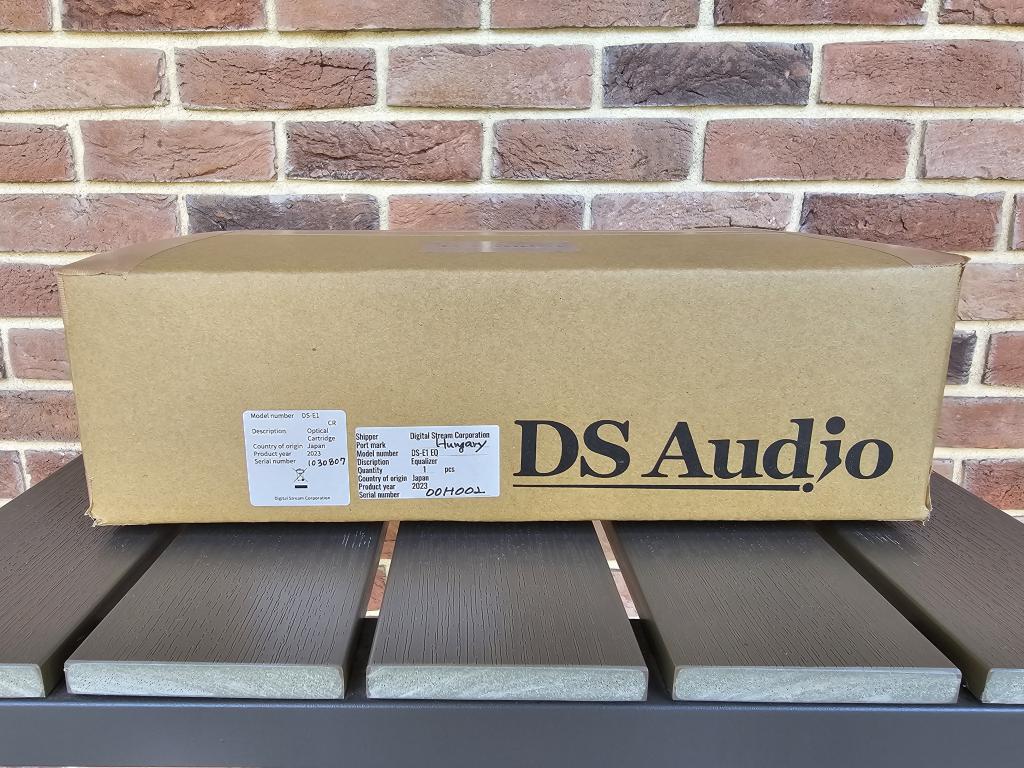 Model number DS-E1
CR
Description Optical
Cartridge
Country of origin Japan
Product year 2023
Serial number 1030807
Digital Stream Corporation
Shipper Digital Stream Corporation
Port mark Hungary
Model number DS-E1 EQ
Discription Equalizer
Quantity 1 pcs
Country of origin Japan
Product year 2023
Serial number 00H001
DS Audio